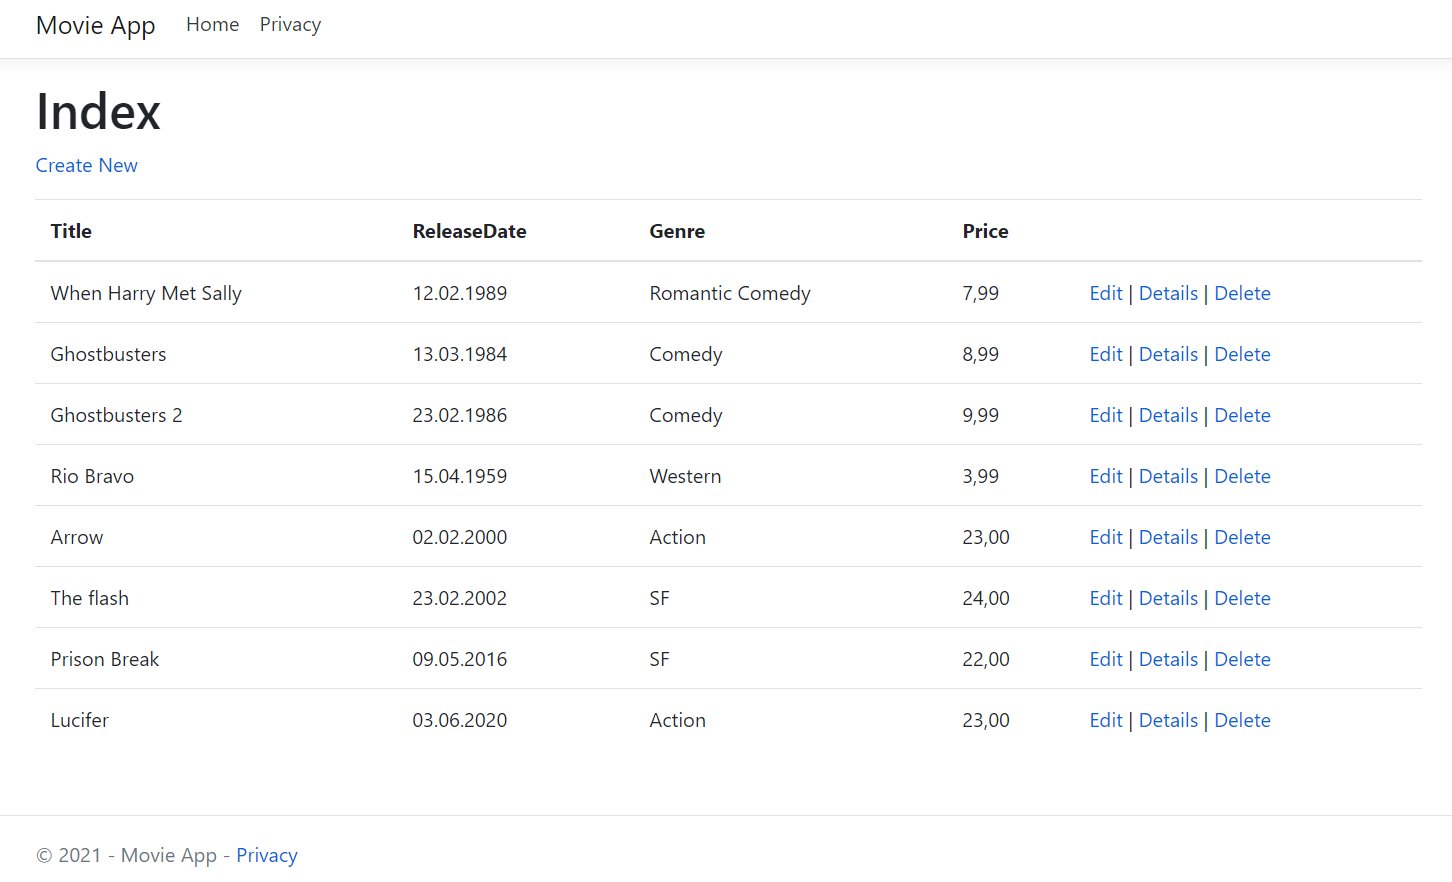 Movie App Home Privacy
Index
Create New
Title ReleaseDate Genre Price
When Harry Met Sally 12.02.1989 Romantic Comedy 7,99 Edit | Details | Delete
Ghostbusters 13.03.1984 Comedy 8,99 Edit | Details | Delete
Ghostbusters 2 23.02.1986 Comedy 9,99 Edit | Details | Delete
Rio Bravo 15.04.1959 Western 3,99 Edit | Details | Delete
Arrow 02.02.2000 Action 23,00 Edit | Details | Delete
The flash 23.02.2002 SF 24,00 Edit | Details | Delete
Prison Break 09.05.2016 SF 22,00 Edit | Details | Delete
Lucifer 03.06.2020 Action 23,00 Edit | Details | Delete
© 2021 - Movie App - Privacy